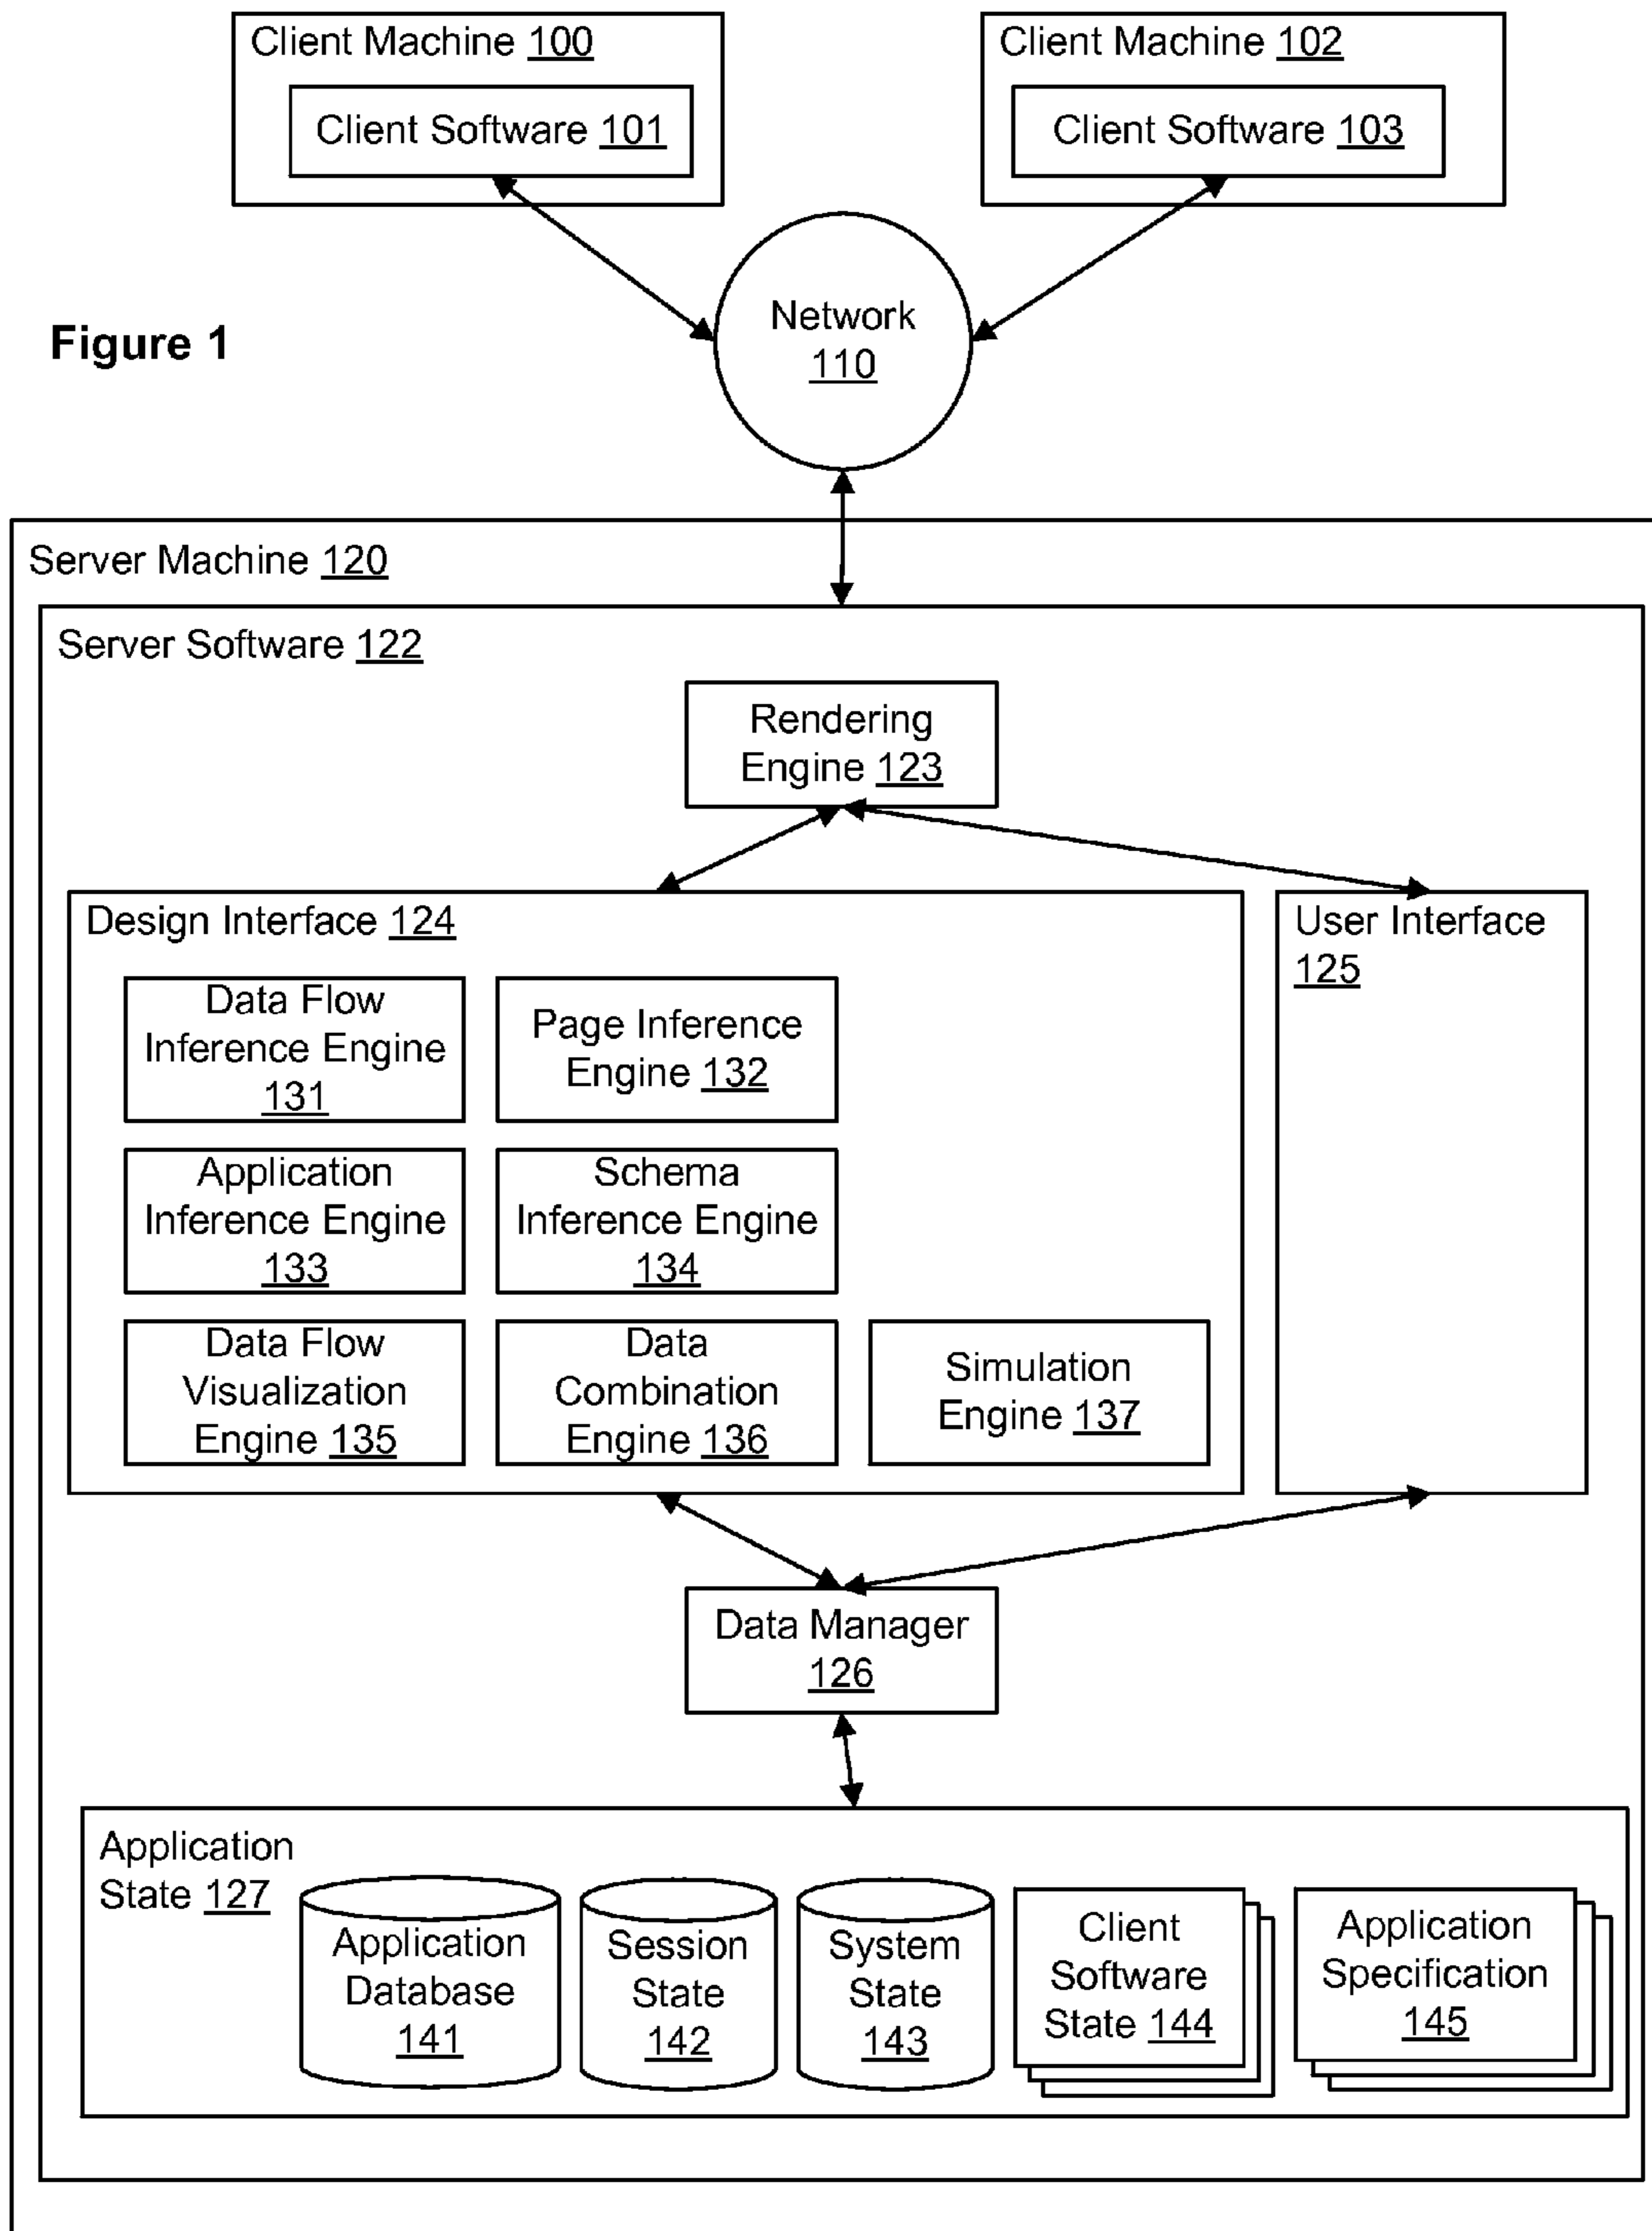 Client Machine 100
Client Software 101
Client Machine 102
Client Software 103
Network
110
Figure 1
Server Machine 120
Server Software 122
Rendering
Engine 123
Design Interface 124
Data Flow
Inference Engine
131
Page Inference
Engine 132
Application
Inference Engine
133
Schema
Inference Engine
134
Data Flow
Visualization
Engine 135
Data
Combination
Engine 136
Simulation
Engine 137
User Interface
125
Data Manager
126
Application
State 127
Application
Database
141
Session
State
142
System
State
143
Client
Software
State 144
Application
Specification
145